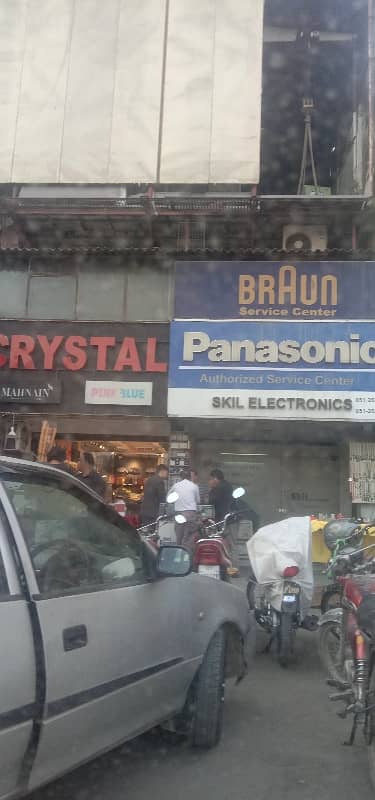 BRAUN
Service Center
CRYSTAL
Panasonic
Authorized Service Center
MAHNAIN
PINK BLUE
SKIL ELECTRONICS